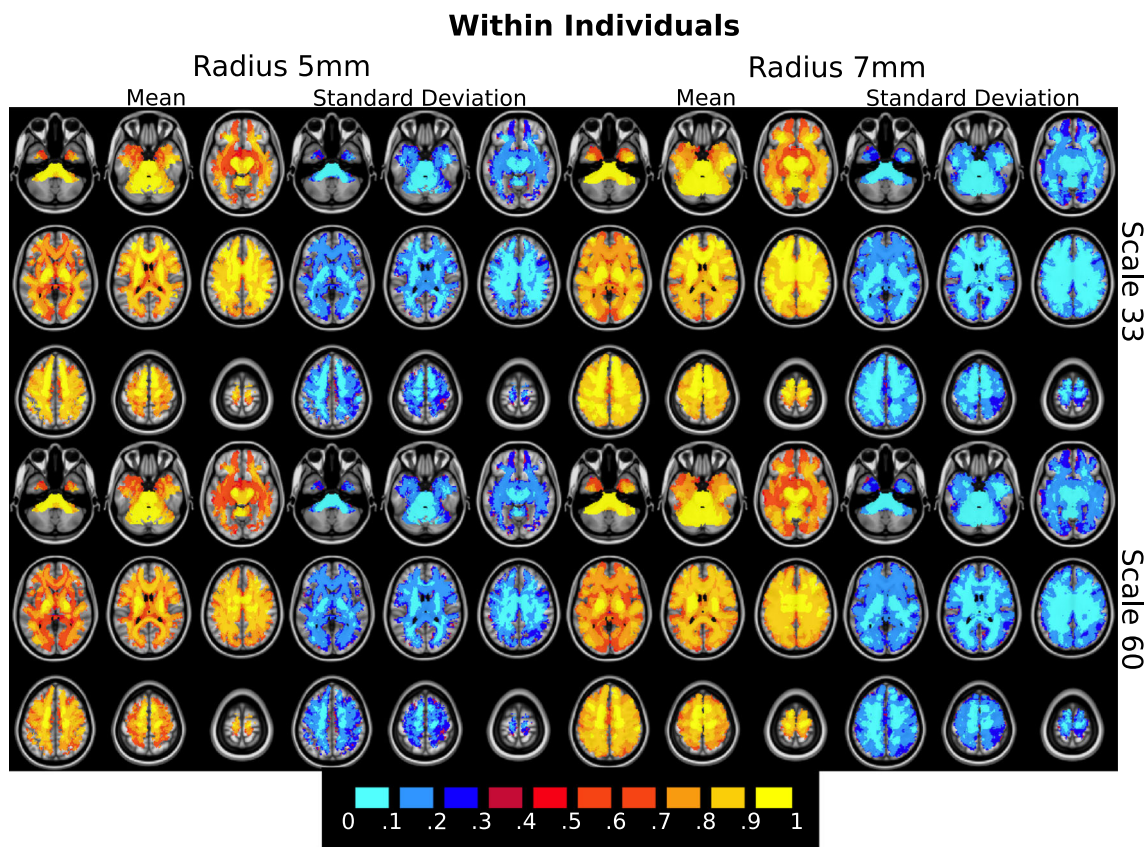 Within Individuals
Radius 5mm Radius 7mm
Mean Standard Deviation Mean Standard Deviation
Scale 33
Scale 60
0 .1 .2 .3 .4 .5 .6 .7 .8 .9 1